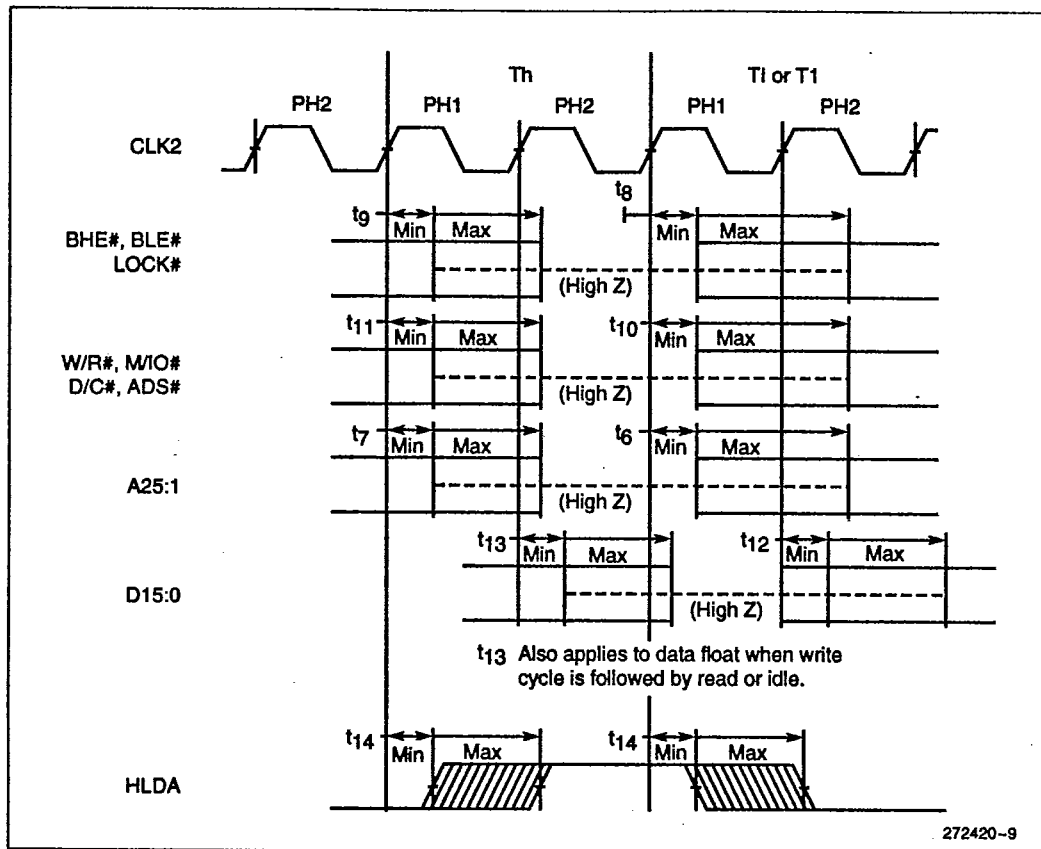 Th TI or T1
PH2 PH1 PH2 PH1 PH2
CLK2
t8
t9 Min Max Min Max
BHE#, BLE#
LOCK#
(High Z)
t11 Min Max t10 Min Max
W/R#, M/IO#
D/C#, ADS#
(High Z)
t7 Min Max t6 Min Max
A25:1
(High Z)
t13 Min Max t12 Min Max
D15:0
(High Z)
t13 Also applies to data float when write
cycle is followed by read or idle.
t14 Min Max t14 Min Max
HLDA
272420–9